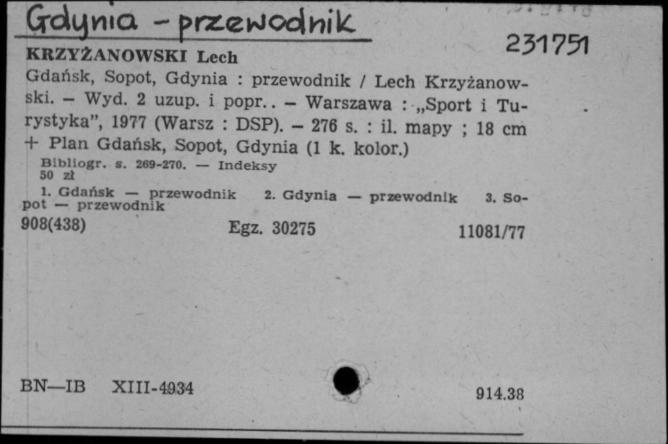 Gdynia - przewodnik
231751
KRZYŻANOWSKI Lech
Gdańsk, Sopot, Gdynia : przewodnik / Lech Krzyżanow-
ski. — Wyd. 2 uzup. i popr.. — Warszawa : „Sport i Tu-
rystyka”, 1977 (Warsz : DSP). — 276 s. : il. mapy ; 18 cm
+ Plan Gdańsk, Sopot, Gdynia (1 k. kolor.)
Bibliogr. s. 269-270. — Indeksy
50 zł
1. Gdańsk — przewodnik 2. Gdynia — przewodnik 3. So-
pot — przewodnik
908(438) Egz. 30275 11081/77
BN—IB XIII-4934 914.38